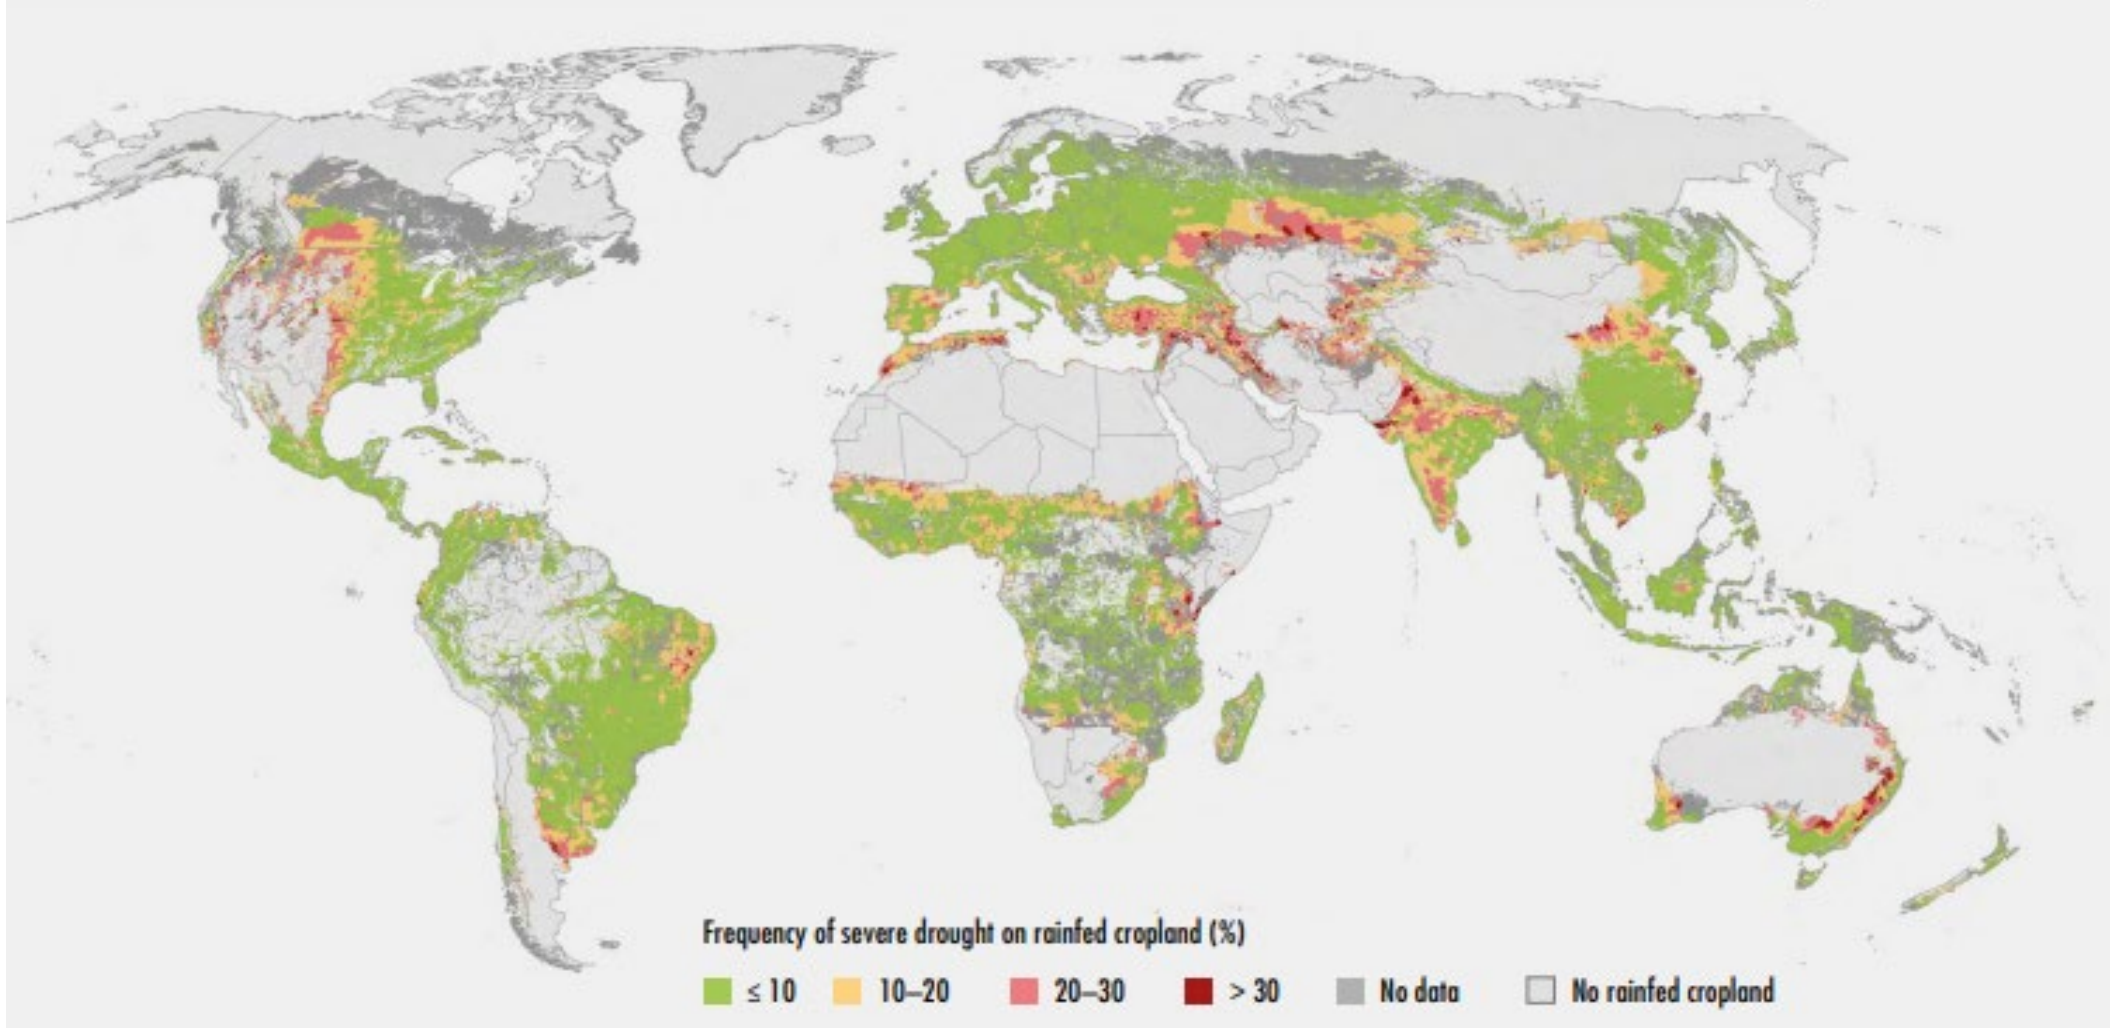 Frequency of severe drought on rainfed cropland (%)
≤ 10 10–20 20–30 > 30 No data No rainfed cropland